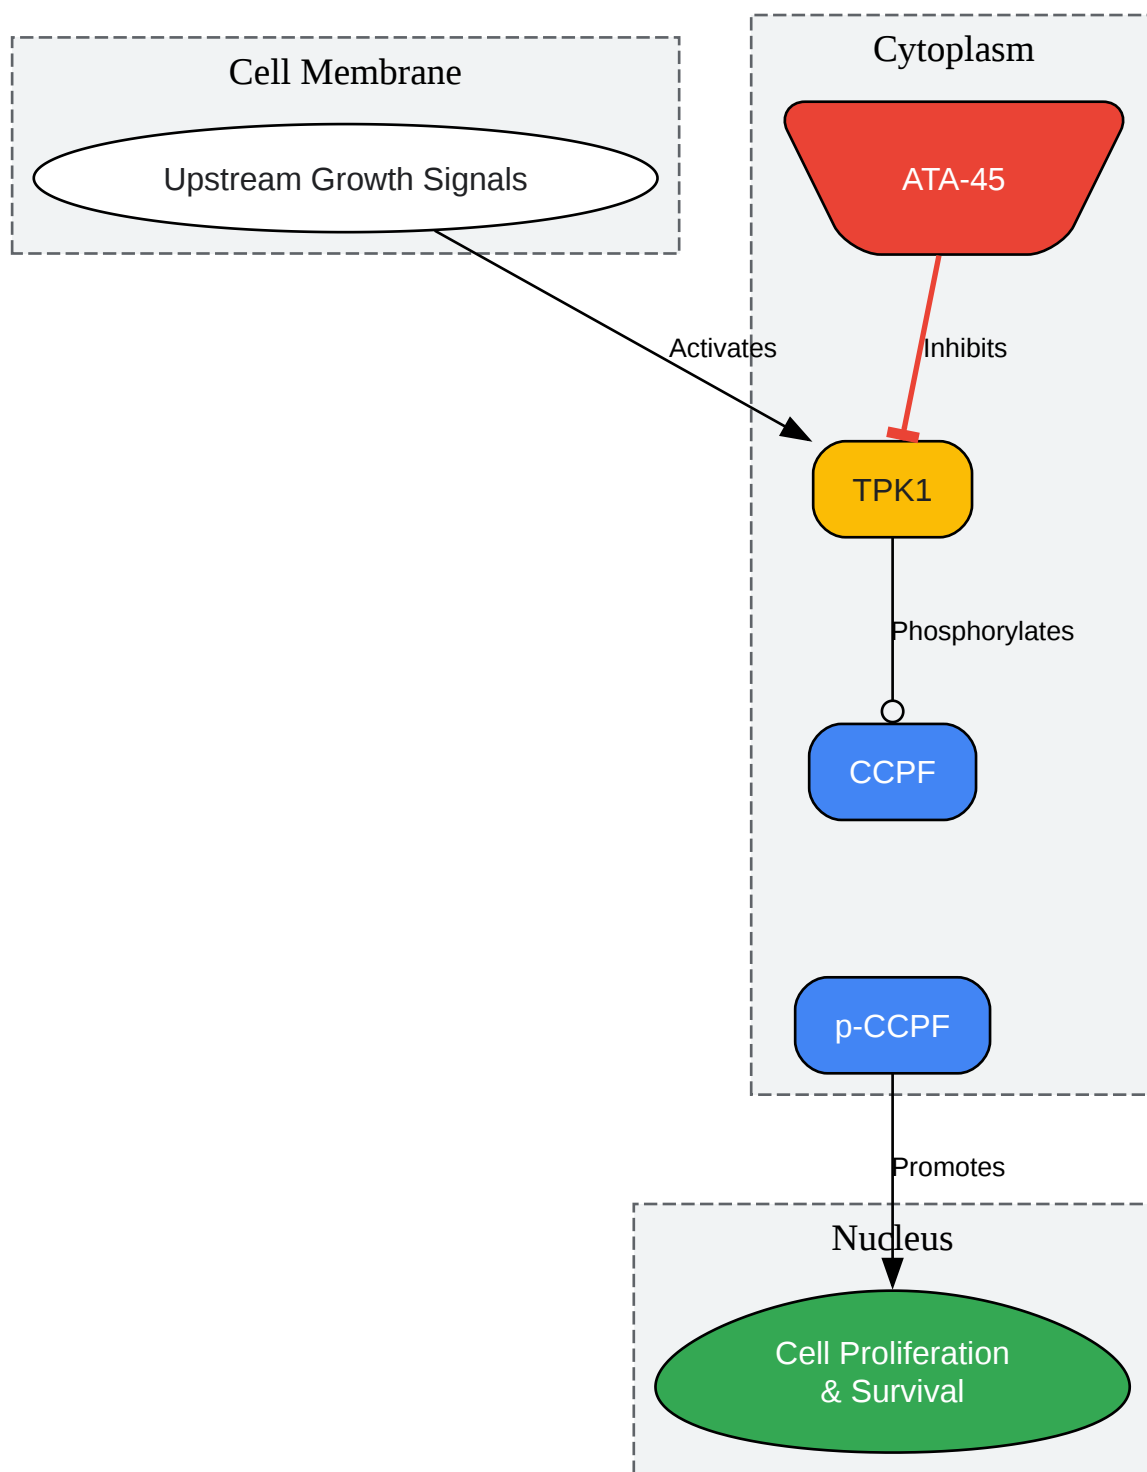 Cytoplasm
Cell Membrane
Upstream Growth Signals
ATA-45
Activates
Inhibits
TPK1
Phosphorylates
CCPF
p-CCPF
Promotes
Nucleus
Cell Proliferation
& Survival